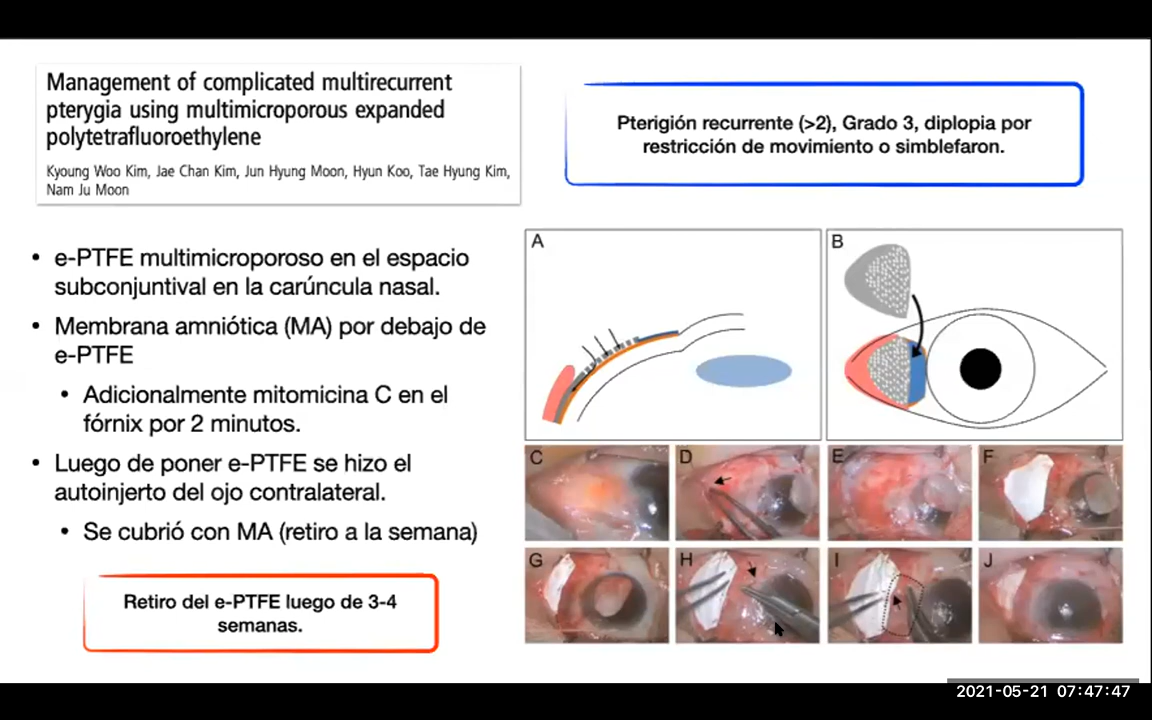 Management of complicated multirecurrent
pterygia using multimicroporous expanded
polytetrafluoroethylene
Kyoung Woo Kim, Jae Chan Kim, Jun Hyung Moon, Hyun Koo, Tae Hyung Kim,
Nam Ju Moon
Pterigión recurrente (>2), Grado 3, diplopia por
restricción de movimiento o simblefaron.
• e-PTFE multimicroporoso en el espacio
subconjuntival en la carúncula nasal.
• Membrana amniótica (MA) por debajo de
e-PTFE
• Adicionalmente mitomicina C en el
fórnix por 2 minutos.
• Luego de poner e-PTFE se hizo el
autoinjerto del ojo contralateral.
• Se cubrió con MA (retiro a la semana)
Retiro del e-PTFE luego de 3-4
semanas.
A
B
C
D
E
F
G
H
I
J
2021-05-21 07:47:47